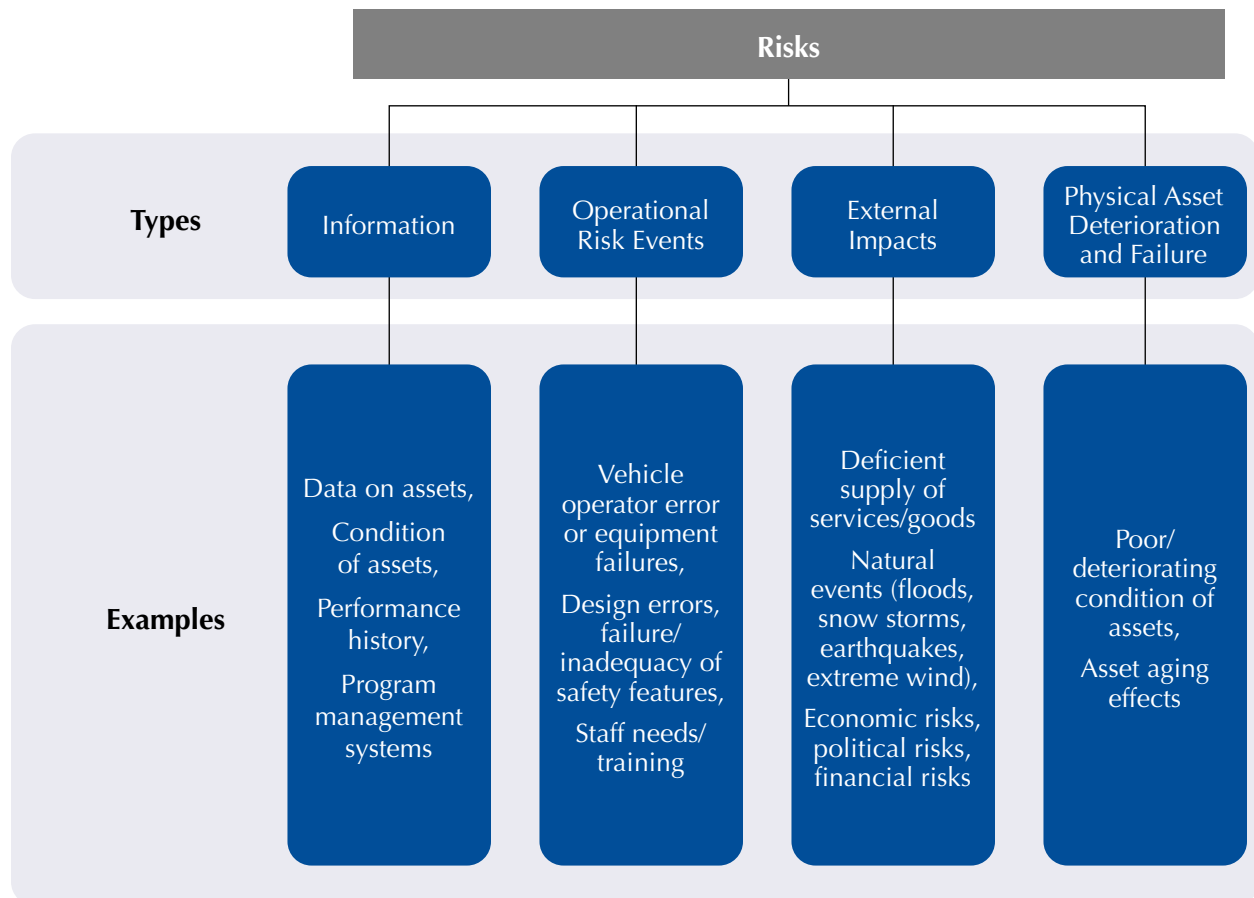 Risks
Types
Information
Operational
Risk Events
External
Impacts
Physical Asset
Deterioration
and Failure
Examples
Data on assets,
Condition
of assets,
Performance
history,
Program
management
systems
Vehicle
operator error
or equipment
failures,
Design errors,
failure/
inadequacy of
safety features,
Staff needs/
training
Deficient
supply of
services/goods
Natural
events (floods,
snow storms,
earthquakes,
extreme wind),
Economic risks,
political risks,
financial risks
Poor/
deteriorating
condition of
assets,
Asset aging
effects